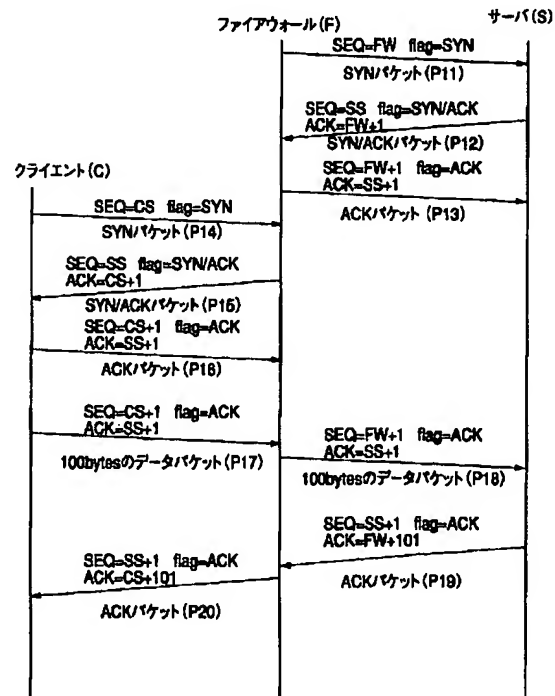 サーバ(S)
ファイアウォール(F)
SEQ=FW flag=SYN
SYNパケット(P11)
SEQ=SS flag=SYN/ACK
ACK=FW+1
SYN/ACKパケット(P12)
クライエント(C)
SEQ=FW+1 flag=ACK
ACK=SS+1
ACKパケット(P13)
SEQ=CS flag=SYN
SYNパケット(P14)
SEQ=SS flag=SYN/ACK
ACK=CS+1
SYN/ACKパケット(P15)
SEQ=CS+1 flag=ACK
ACK=SS+1
ACKパケット(P16)
SEQ=CS+1 flag=ACK
ACK=SS+1
100bytesのデータパケット(P17)
SEQ=FW+1 flag=ACK
ACK=SS+1
100bytesのデータパケット(P18)
SEQ=SS+1 flag=ACK
ACK=FW+101
ACKパケット(P19)
SEQ=SS+1 flag=ACK
ACK=CS+101
ACKパケット(P20)